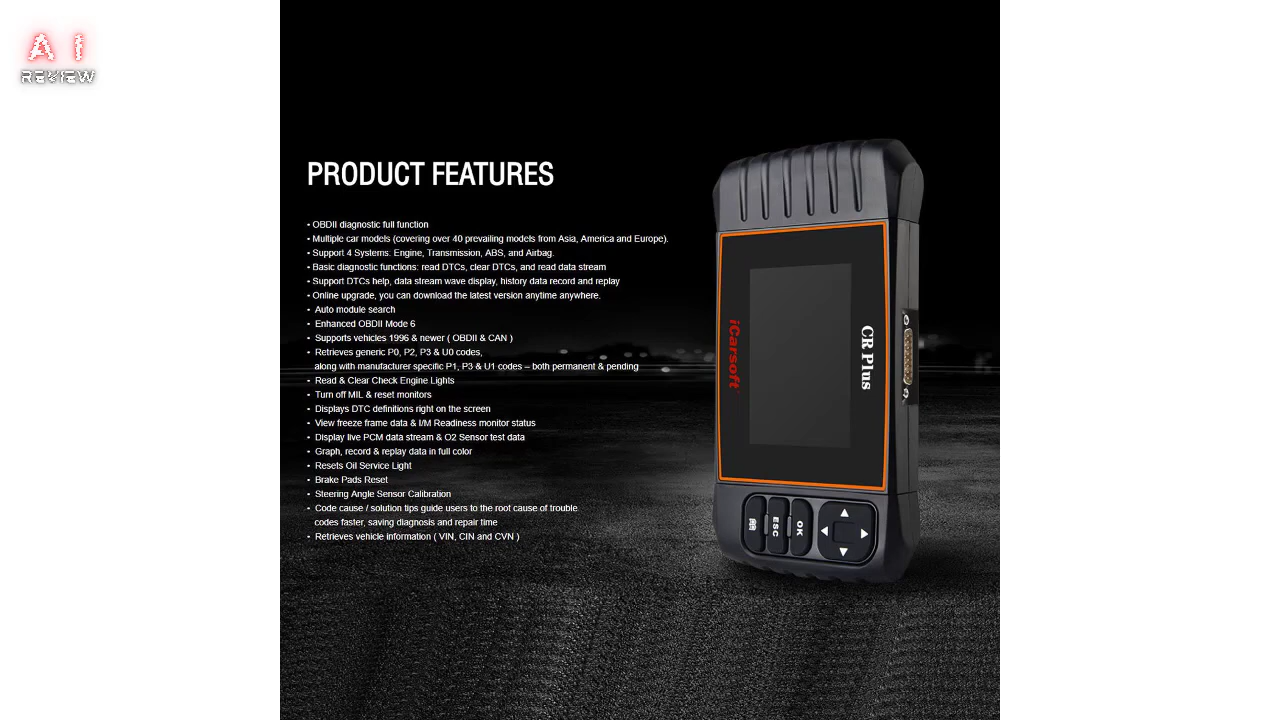 AI
REVIEW
PRODUCT FEATURES
• OBDII diagnostic full function
• Multiple car models (covering over 40 prevailing models from Asia, America and Europe).
• Support 4 Systems: Engine, Transmission, ABS, and Airbag.
• Basic diagnostic functions: read DTCs, clear DTCs, and read data stream
• Support DTCs help, data stream wave display, history data record and replay
• Online upgrade, you can download the latest version anytime anywhere.
• Auto module search
• Enhanced OBDII Mode 6
• Supports vehicles 1996 & newer ( OBDII & CAN )
• Retrieves generic P0, P2, P3 & U0 codes,
along with manufacturer specific P1, P3 & U1 codes – both permanent & pending
• Read & Clear Check Engine Lights
• Turn off MIL & reset monitors
• Displays DTC definitions right on the screen
• View freeze frame data & I/M Readiness monitor status
• Display live PCM data stream & O2 Sensor test data
• Graph, record & replay data in full color
• Resets Oil Service Light
• Brake Pads Reset
• Steering Angle Sensor Calibration
• Code cause / solution tips guide users to the root cause of trouble
codes faster, saving diagnosis and repair time
• Retrieves vehicle information ( VIN, CIN and CVN )
iCarsoft
CR Plus
ESC
OK